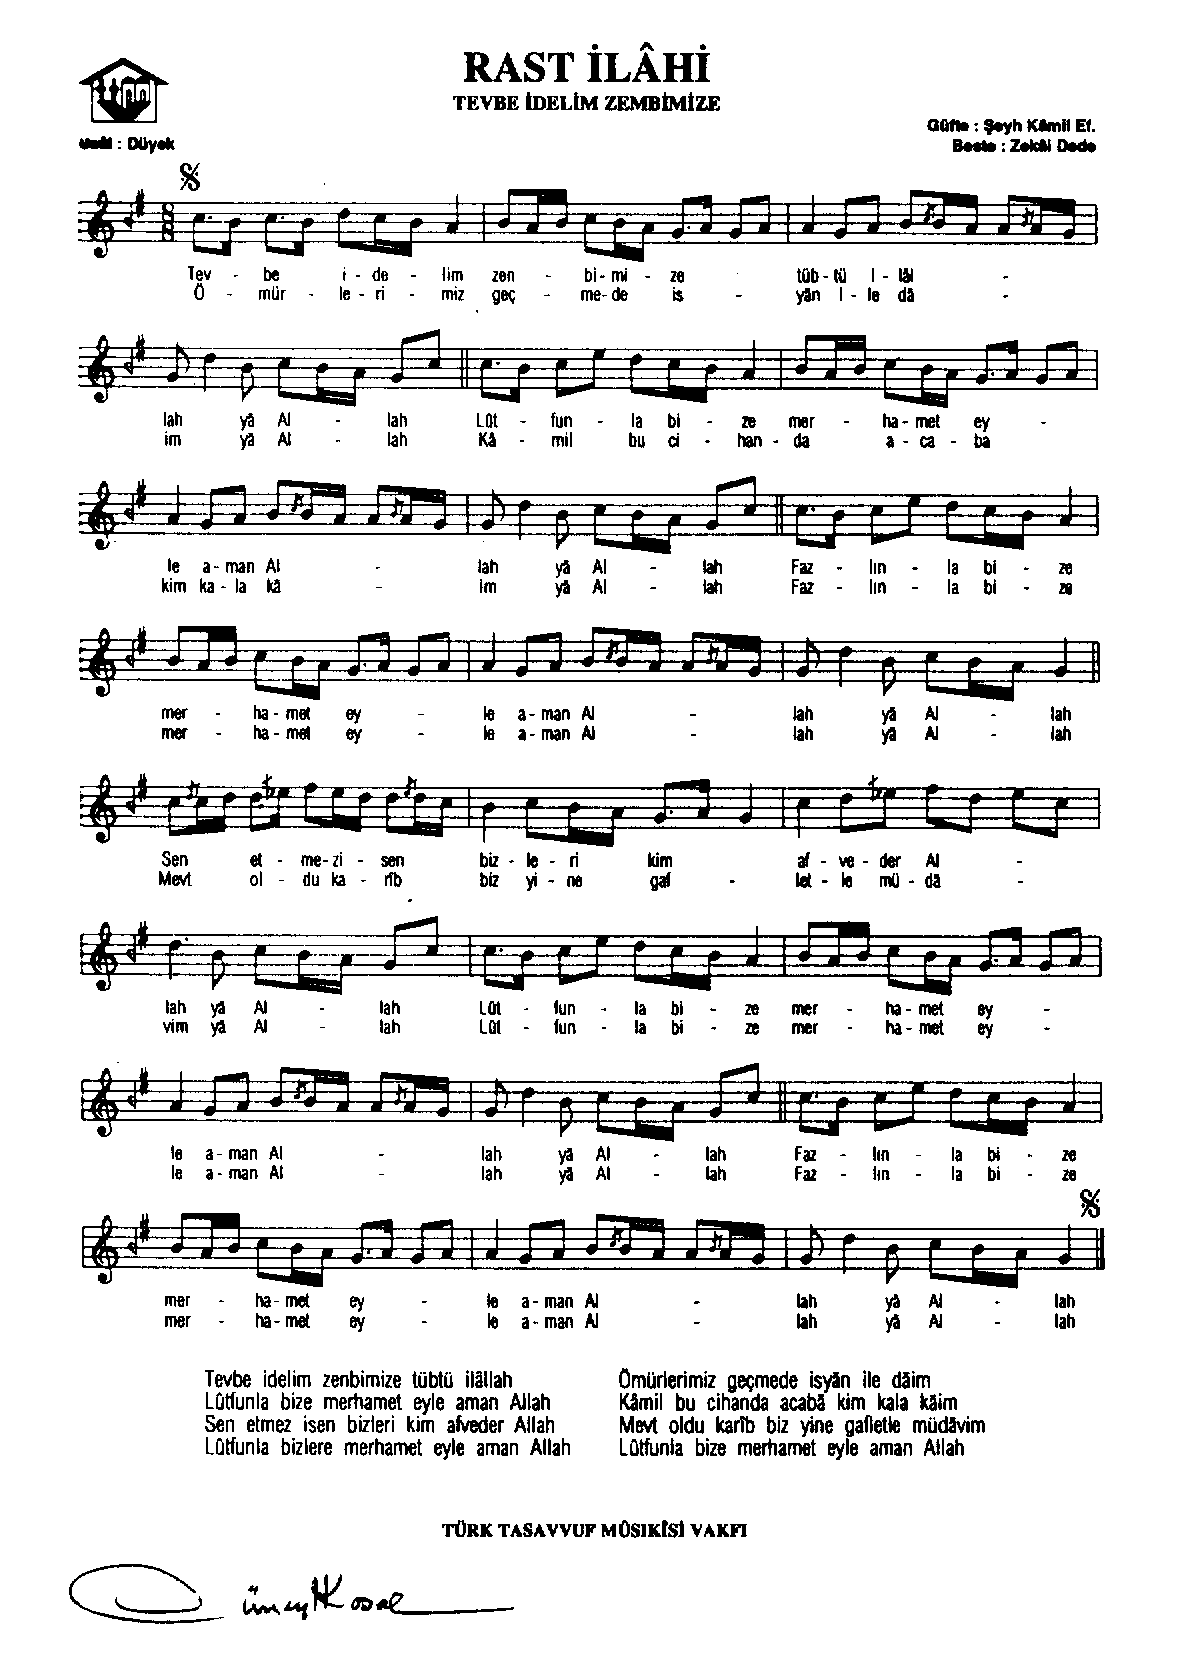 RAST İLÂHİ
TEVBE İDELİM ZEMBİMİZE
Usûl : Düyek
Güfte : Şeyh Kâmil Ef.
Beste : Zekâi Dede
8
8
Tev - be i - de - lim zen - bi - mi - ze tüb - tü i - lâl -
Ö - mür - le - ri - miz geç - me - de is - yân i - le dâ -
lah yâ Al - lah Lût - fun - la bi - ze mer - ha - met ey -
im yâ Al - lah Kâ - mil bu ci - han - da a - ca - ba
le a - man Al - lah yâ Al - lah Faz - lın - la bi - ze
kim ka - la kâ - im yâ Al - lah Faz - lın - la bi - ze
mer - ha - met ey - le a - man Al - lah yâ Al - lah
mer - ha - met ey - le a - man Al - lah yâ Al - lah
Sen et - me - zi - sen biz - le - ri kim af - ve - der Al -
Mevt ol - du ka - rîb biz yi - ne gaf - let - le mü - dâ -
lah yâ Al - lah Lût - fun - la bi - ze mer - ha - met ey -
vim yâ Al - lah Lût - fun - la bi - ze mer - ha - met ey -
le a - man Al - lah yâ Al - lah Faz - lın - la bi - ze
le a - man Al - lah yâ Al - lah Faz - lın - la bi - ze
mer - ha - met ey - le a - man Al - lah yâ Al - lah
mer - ha - met ey - le a - man Al - lah yâ Al - lah
Tevbe idelim zenbimize tübtü ilâllah
Lûtfunla bize merhamet eyle aman Allah
Sen etmez isen bizleri kim afveder Allah
Lûtfunla bizlere merhamet eyle aman Allah
Ömürlerimiz geçmede isyân ile dâim
Kâmil bu cihanda acabâ kim kala kâim
Mevt oldu karîb biz yine gafletle müdâvim
Lûtfunla bize merhamet eyle aman Allah
TÜRK TASAVVUF MÛSIKÎSİ VAKFI